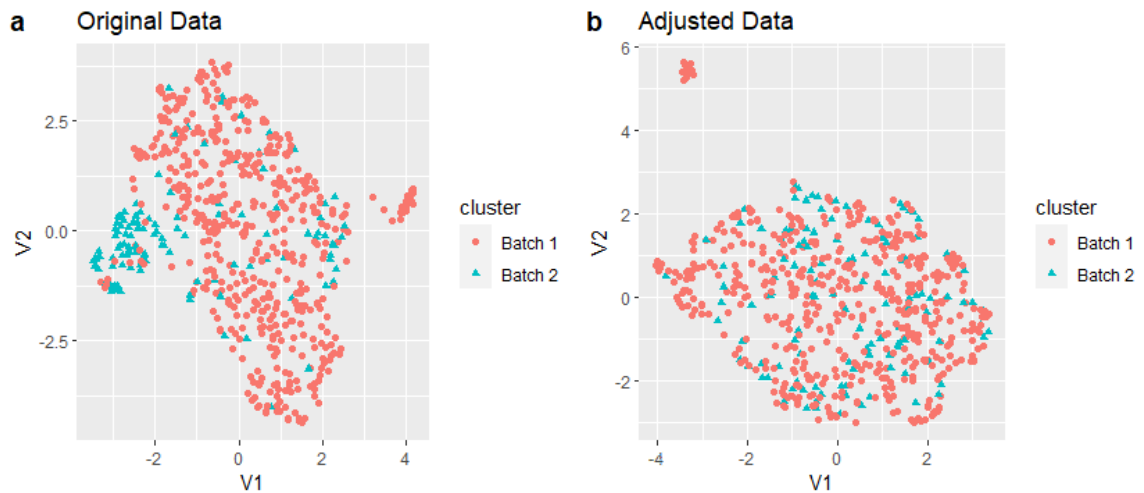 a Original Data
2.5
0.0
-2.5
V2
-2 0 2 4
V1
cluster
Batch 1
Batch 2
b Adjusted Data
6
4
2
0
-2
V2
-4 -2 0 2
V1
cluster
Batch 1
Batch 2